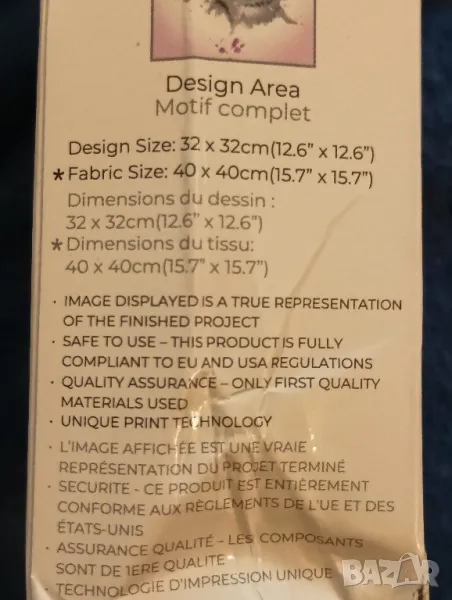 Design Area
Motif complet
Design Size: 32 x 32cm(12.6” x 12.6”)
*Fabric Size: 40 x 40cm(15.7” x 15.7”)
Dimensions du dessin :
32 x 32cm(12.6” x 12.6”)
*Dimensions du tissu:
40 x 40cm(15.7” x 15.7”)
· IMAGE DISPLAYED IS A TRUE REPRESENTATION
OF THE FINISHED PROJECT
· SAFE TO USE – THIS PRODUCT IS FULLY
COMPLIANT TO EU AND USA REGULATIONS
· QUALITY ASSURANCE – ONLY FIRST QUALITY
MATERIALS USED
· UNIQUE PRINT TECHNOLOGY
· L'IMAGE AFFICHÉE EST UNE VRAIE
REPRÉSENTATION DU PROJET TERMINÉ
· SECURITE - CE PRODUIT EST ENTIÈREMENT
CONFORME AUX RÈGLEMENTS DE L'UE ET DES
ÉTATS-UNIS
· ASSURANCE QUALITÉ - LES COMPOSANTS
SONT DE 1ERE QUALITE
· TECHNOLOGIE D'IMPRESSION UNIQUE
BAZAR